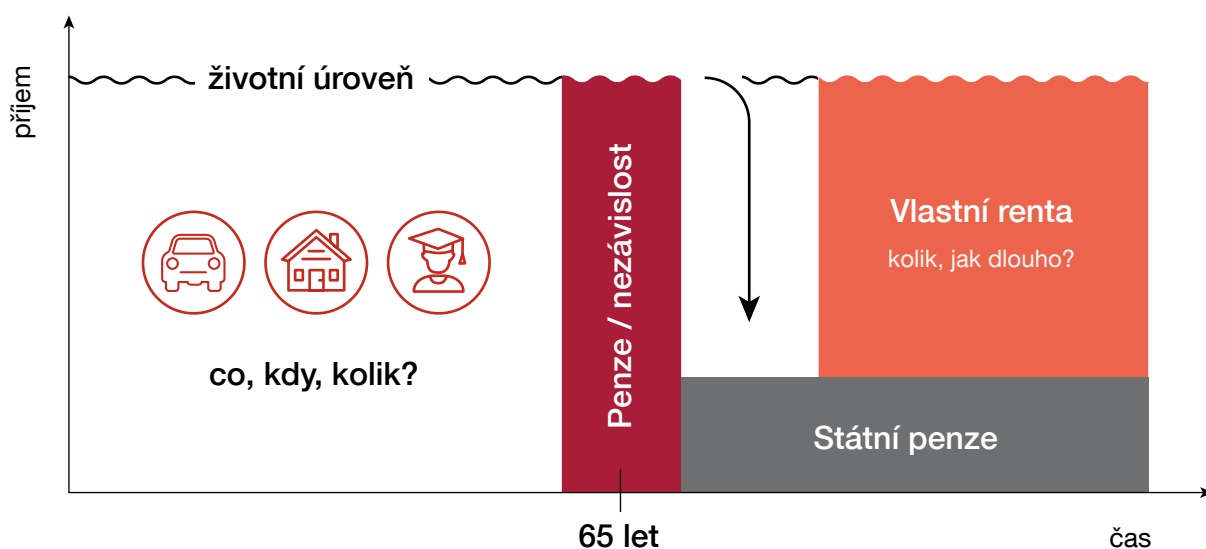 příjem
životní úroveň
co, kdy, kolik?
Penze / nezávislost
Vlastní renta
kolik, jak dlouho?
Státní penze
65 let
čas